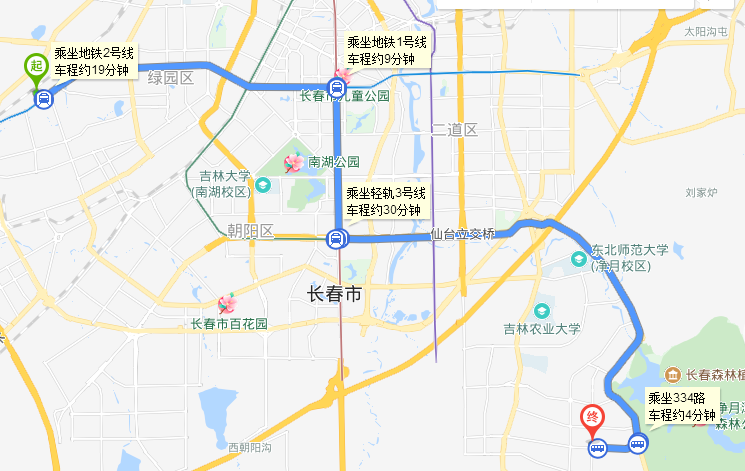 太阳沟屯
乘坐地铁2号线
车程约19分钟
乘坐地铁1号线
车程约9分钟
起
绿园区
长春市儿童公园
二道区
南湖公园
吉林大学
(南湖校区)
刘家炉
乘坐轻轨3号线
车程约30分钟
朝阳区
仙台立交桥
东北师范大学
(净月校区)
长春市
长春市百花园
吉林农业大学
长春森林植
乘坐334路
车程约4分钟
净月
森林公
终
西朝阳沟